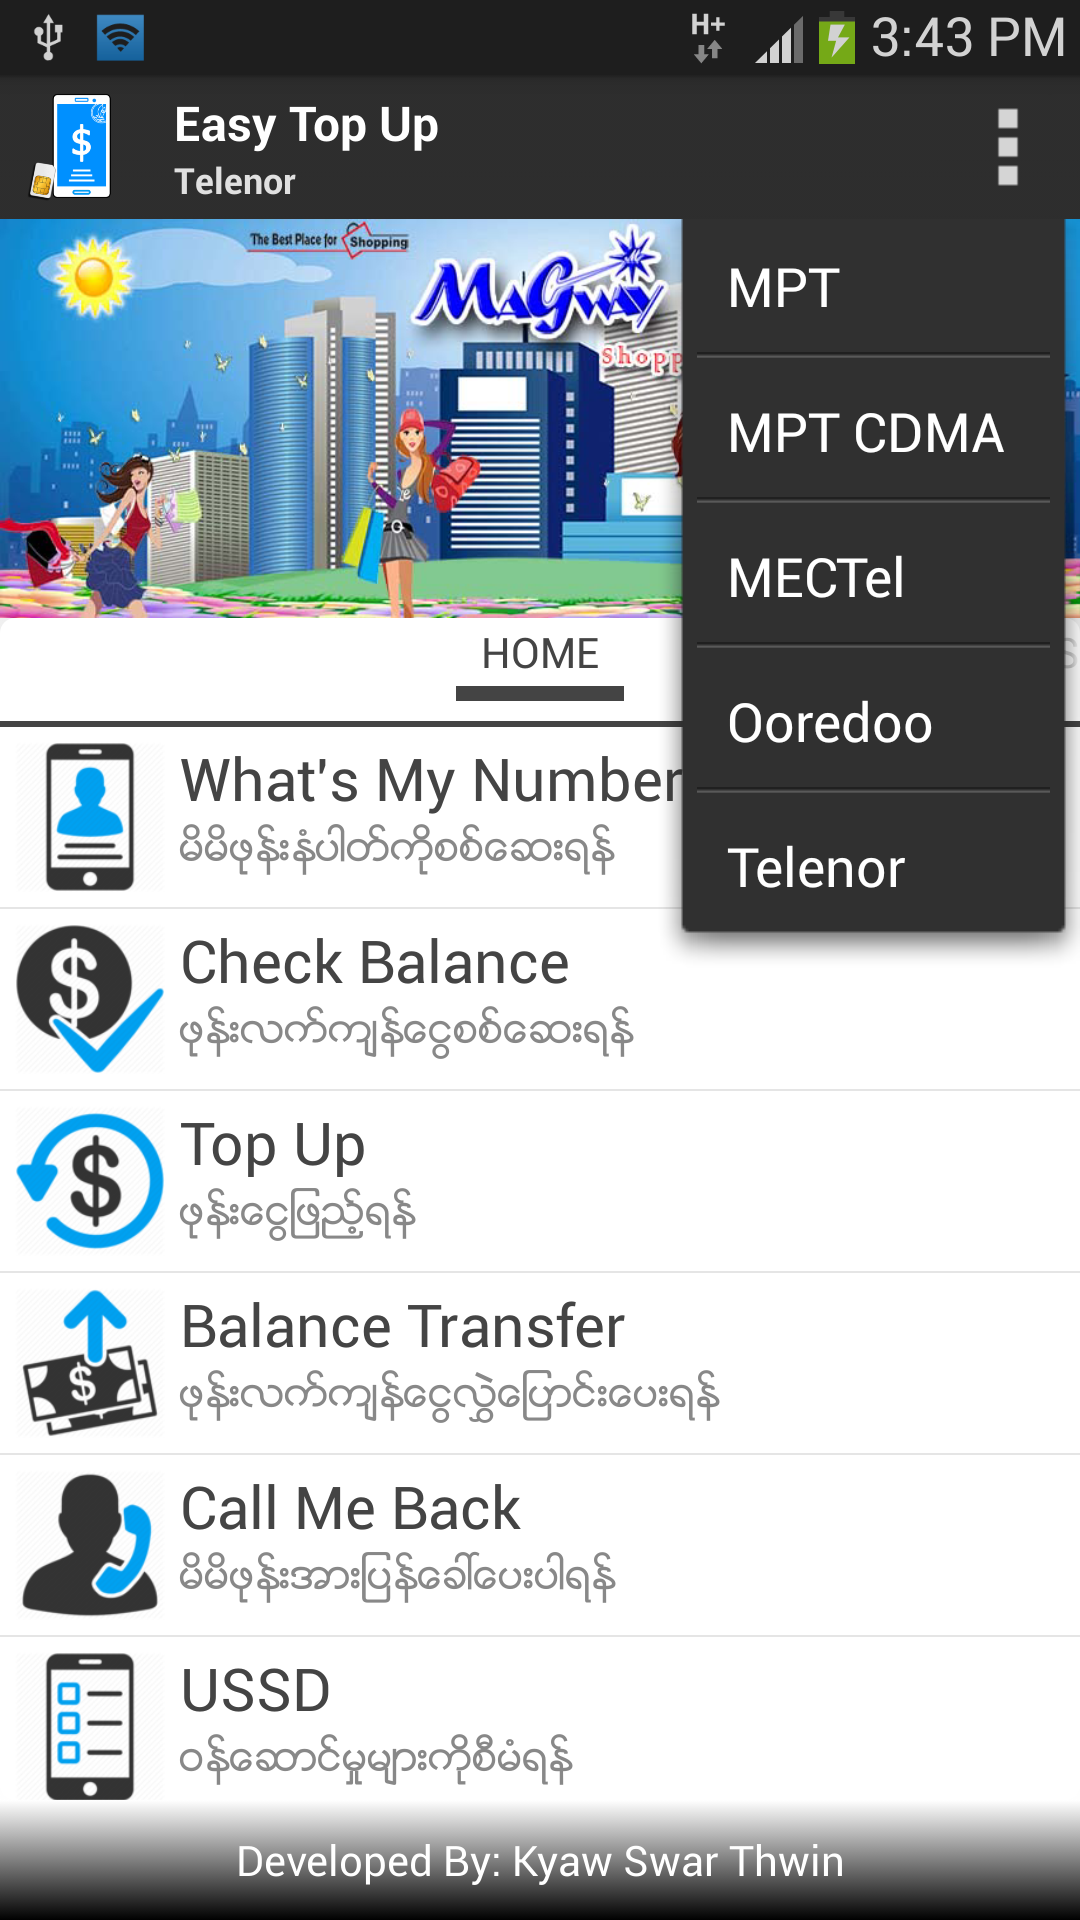 H+
3:43 PM
Easy Top Up
Telenor
The Best Place for Shopping
MaGway
MPT
MPT CDMA
MECTel
Ooredoo
Telenor
HOME
What's My Number
မိမိဖုန်းနံပါတ်ကိုစစ်ဆေးရန်
Check Balance
ဖုန်းလက်ကျန်ငွေစစ်ဆေးရန်
Top Up
ဖုန်းငွေဖြည့်ရန်
Balance Transfer
ဖုန်းလက်ကျန်ငွေလွှဲပြောင်းပေးရန်
Call Me Back
မိမိဖုန်းအားပြန်ခေါ်ပေးပါရန်
USSD
ဝန်ဆောင်မှုများကိုစီမံရန်
Developed By: Kyaw Swar Thwin